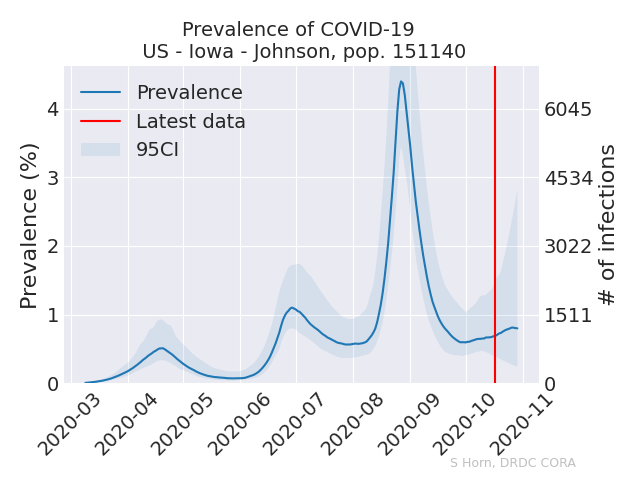 Prevalence of COVID-19
US - Iowa - Johnson, pop. 151140
Prevalence
Latest data
95CI
Prevalence (%)
4
3
2
1
0
6045
4534
3022
1511
0
# of infections
2020-03
2020-04
2020-05
2020-06
2020-07
2020-08
2020-09
2020-10
2020-11
S Horn, DRDC CORA